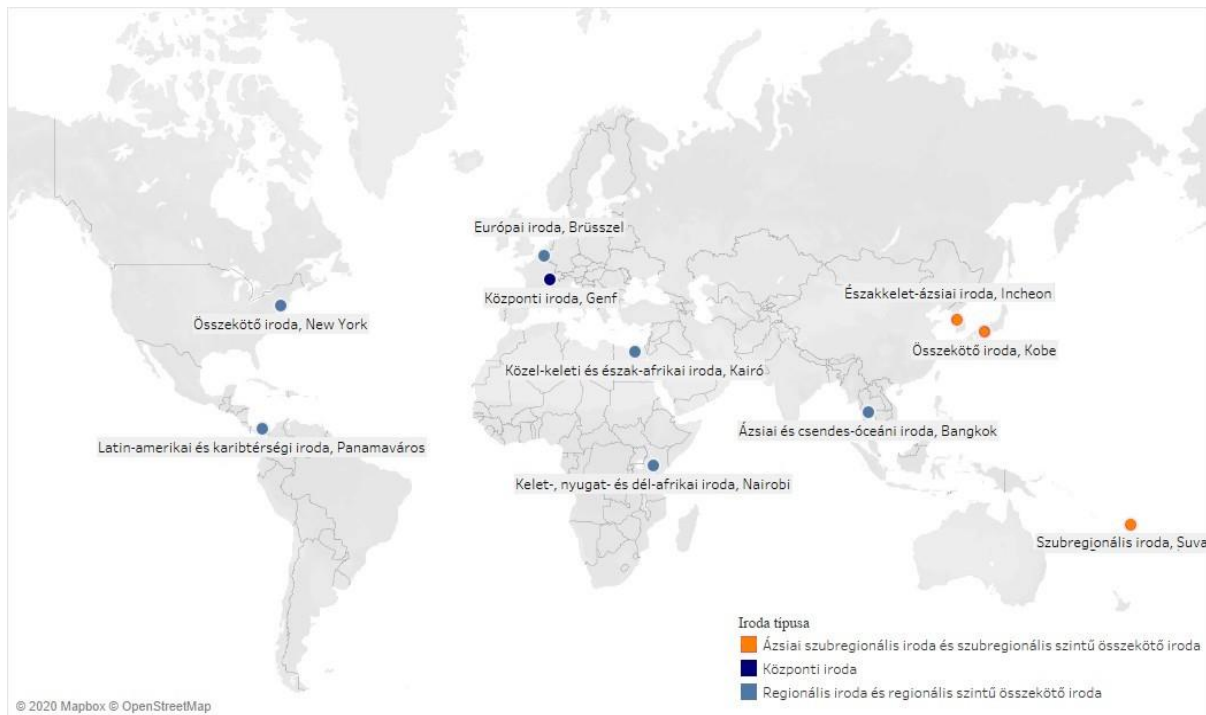 Európai iroda, Brüsszel
Központi iroda, Genf
Északkelet-ázsiai iroda, Incheon
Összekötő iroda, New York
Összekötő iroda, Kobe
Közel-keleti és észak-afrikai iroda, Kairó
Ázsiai és csendes-óceáni iroda, Bangkok
Latin-amerikai és karibtérségi iroda, Panamaváros
Kelet-, nyugat- és dél-afrikai iroda, Nairobi
Szubregionális iroda, Suva
Iroda típusa
Ázsiai szubregionális iroda és szubregionális szintű összekötő iroda
Központi iroda
Regionális iroda és regionális szintű összekötő iroda
© 2020 Mapbox © OpenStreetMap